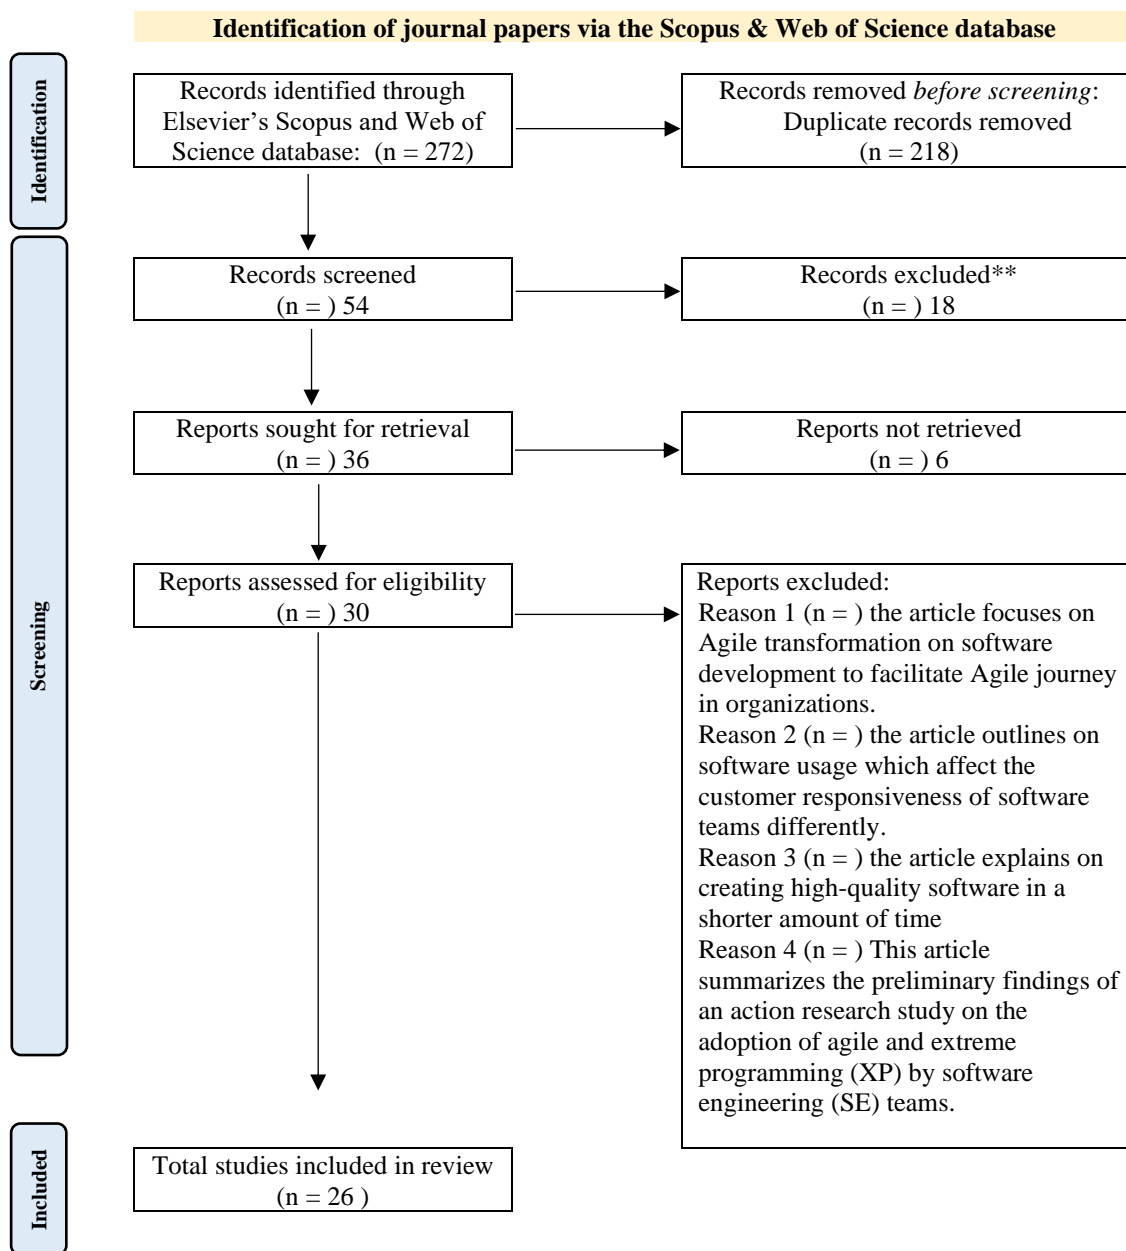 Identification of journal papers via the Scopus & Web of Science database
Identification
Records identified through
Elsevier's Scopus and Web of
Science database: (n = 272)
Records removed before screening:
Duplicate records removed
(n = 218)
Screening
Records screened
(n = ) 54
Records excluded**
(n = ) 18
Reports sought for retrieval
(n = ) 36
Reports not retrieved
(n = ) 6
Reports assessed for eligibility
(n = ) 30
Reports excluded:
Reason 1 (n = ) the article focuses on
Agile transformation on software
development to facilitate Agile journey
in organizations.
Reason 2 (n = ) the article outlines on
software usage which affect the
customer responsiveness of software
teams differently.
Reason 3 (n = ) the article explains on
creating high-quality software in a
shorter amount of time
Reason 4 (n = ) This article
summarizes the preliminary findings of
an action research study on the
adoption of agile and extreme
programming (XP) by software
engineering (SE) teams.
Included
Total studies included in review
(n = 26 )